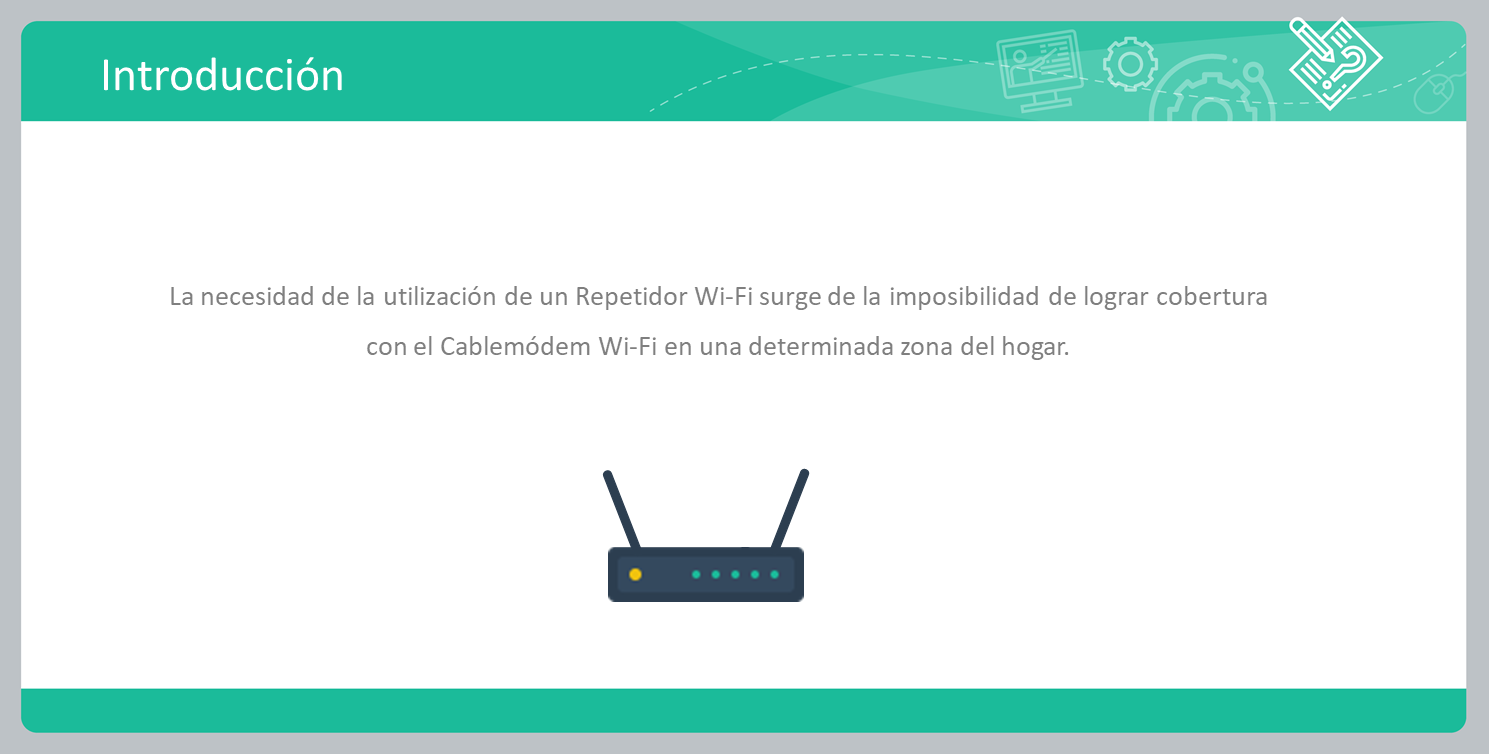 Introducción
La necesidad de la utilización de un Repetidor Wi-Fi surge de la imposibilidad de lograr cobertura
con el Cablemódem Wi-Fi en una determinada zona del hogar.